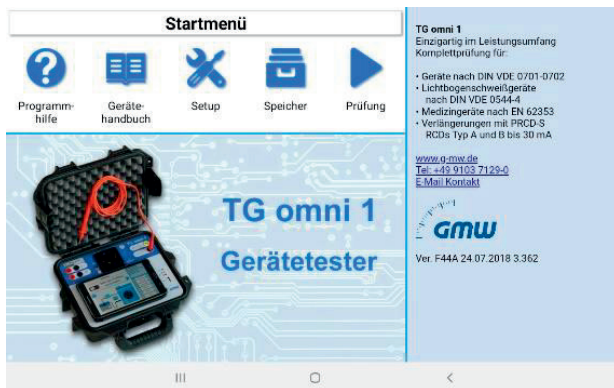 Startmenü
Programm-
hilfe
Geräte-
handbuch
Setup
Speicher
Prüfung
TG omni 1
Gerätetester
TG omni 1
Einzigartig im Leistungsumfang
Komplettprüfung für:
• Geräte nach DIN VDE 0701-0702
• Lichtbogenschweißgeräte
nach DIN VDE 0544-4
• Medizingeräte nach EN 62353
• Verlängerungen mit PRCD-S
RCDs Typ A und B bis 30 mA
www.g-mw.de
Tel: +49 9103 7129-0
E-Mail Kontakt
GMW
Ver. F44A 24.07.2018 3.362